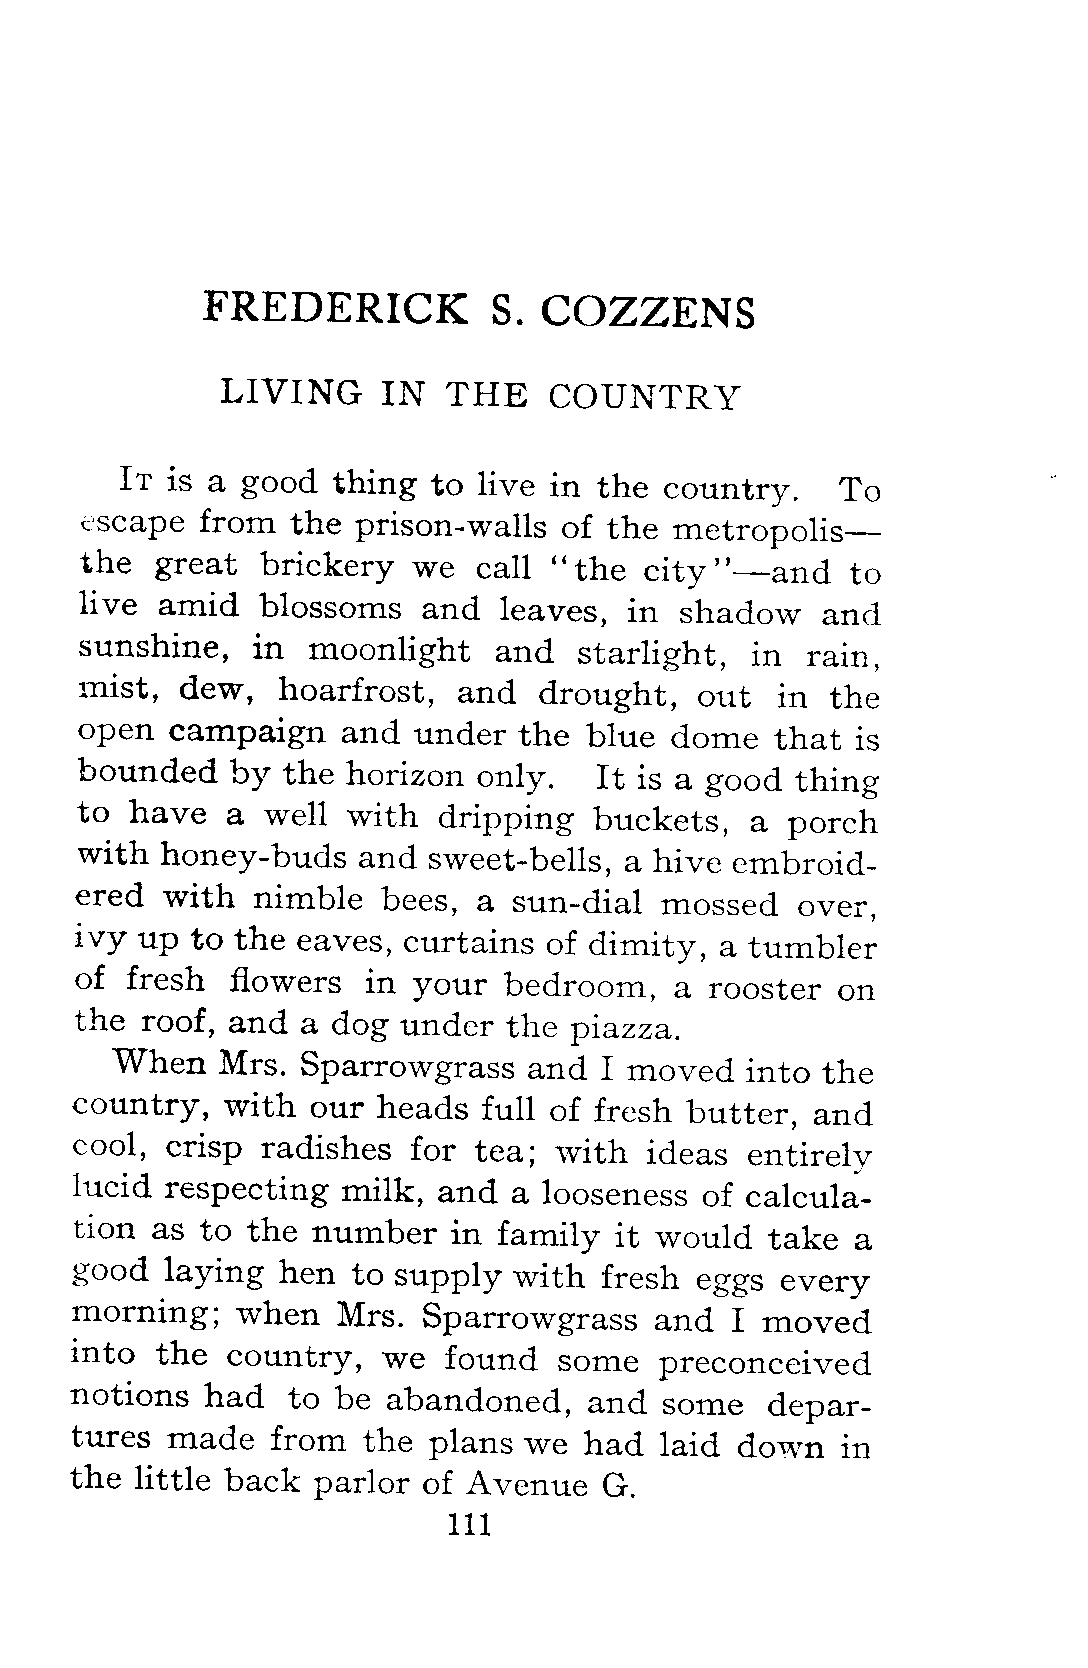 FREDERICK S. COZZENS
LIVING IN THE COUNTRY
IT is a good thing to live in the country. To
escape from the prison-walls of the metropolis—
the great brickery we call "the city"—and to
live amid blossoms and leaves, in shadow and
sunshine, in moonlight and starlight, in rain,
mist, dew, hoarfrost, and drought, out in the
open campaign and under the blue dome that is
bounded by the horizon only. It is a good thing
to have a well with dripping buckets, a porch
with honey-buds and sweet-bells, a hive embroid-
ered with nimble bees, a sun-dial mossed over,
ivy up to the eaves, curtains of dimity, a tumbler
of fresh flowers in your bedroom, a rooster on
the roof, and a dog under the piazza.
When Mrs. Sparrowgrass and I moved into the
country, with our heads full of fresh butter, and
cool, crisp radishes for tea; with ideas entirely
lucid respecting milk, and a looseness of calcula-
tion as to the number in family it would take a
good laying hen to supply with fresh eggs every
morning; when Mrs. Sparrowgrass and I moved
into the country, we found some preconceived
notions had to be abandoned, and some depar-
tures made from the plans we had laid down in
the little back parlor of Avenue G.
111